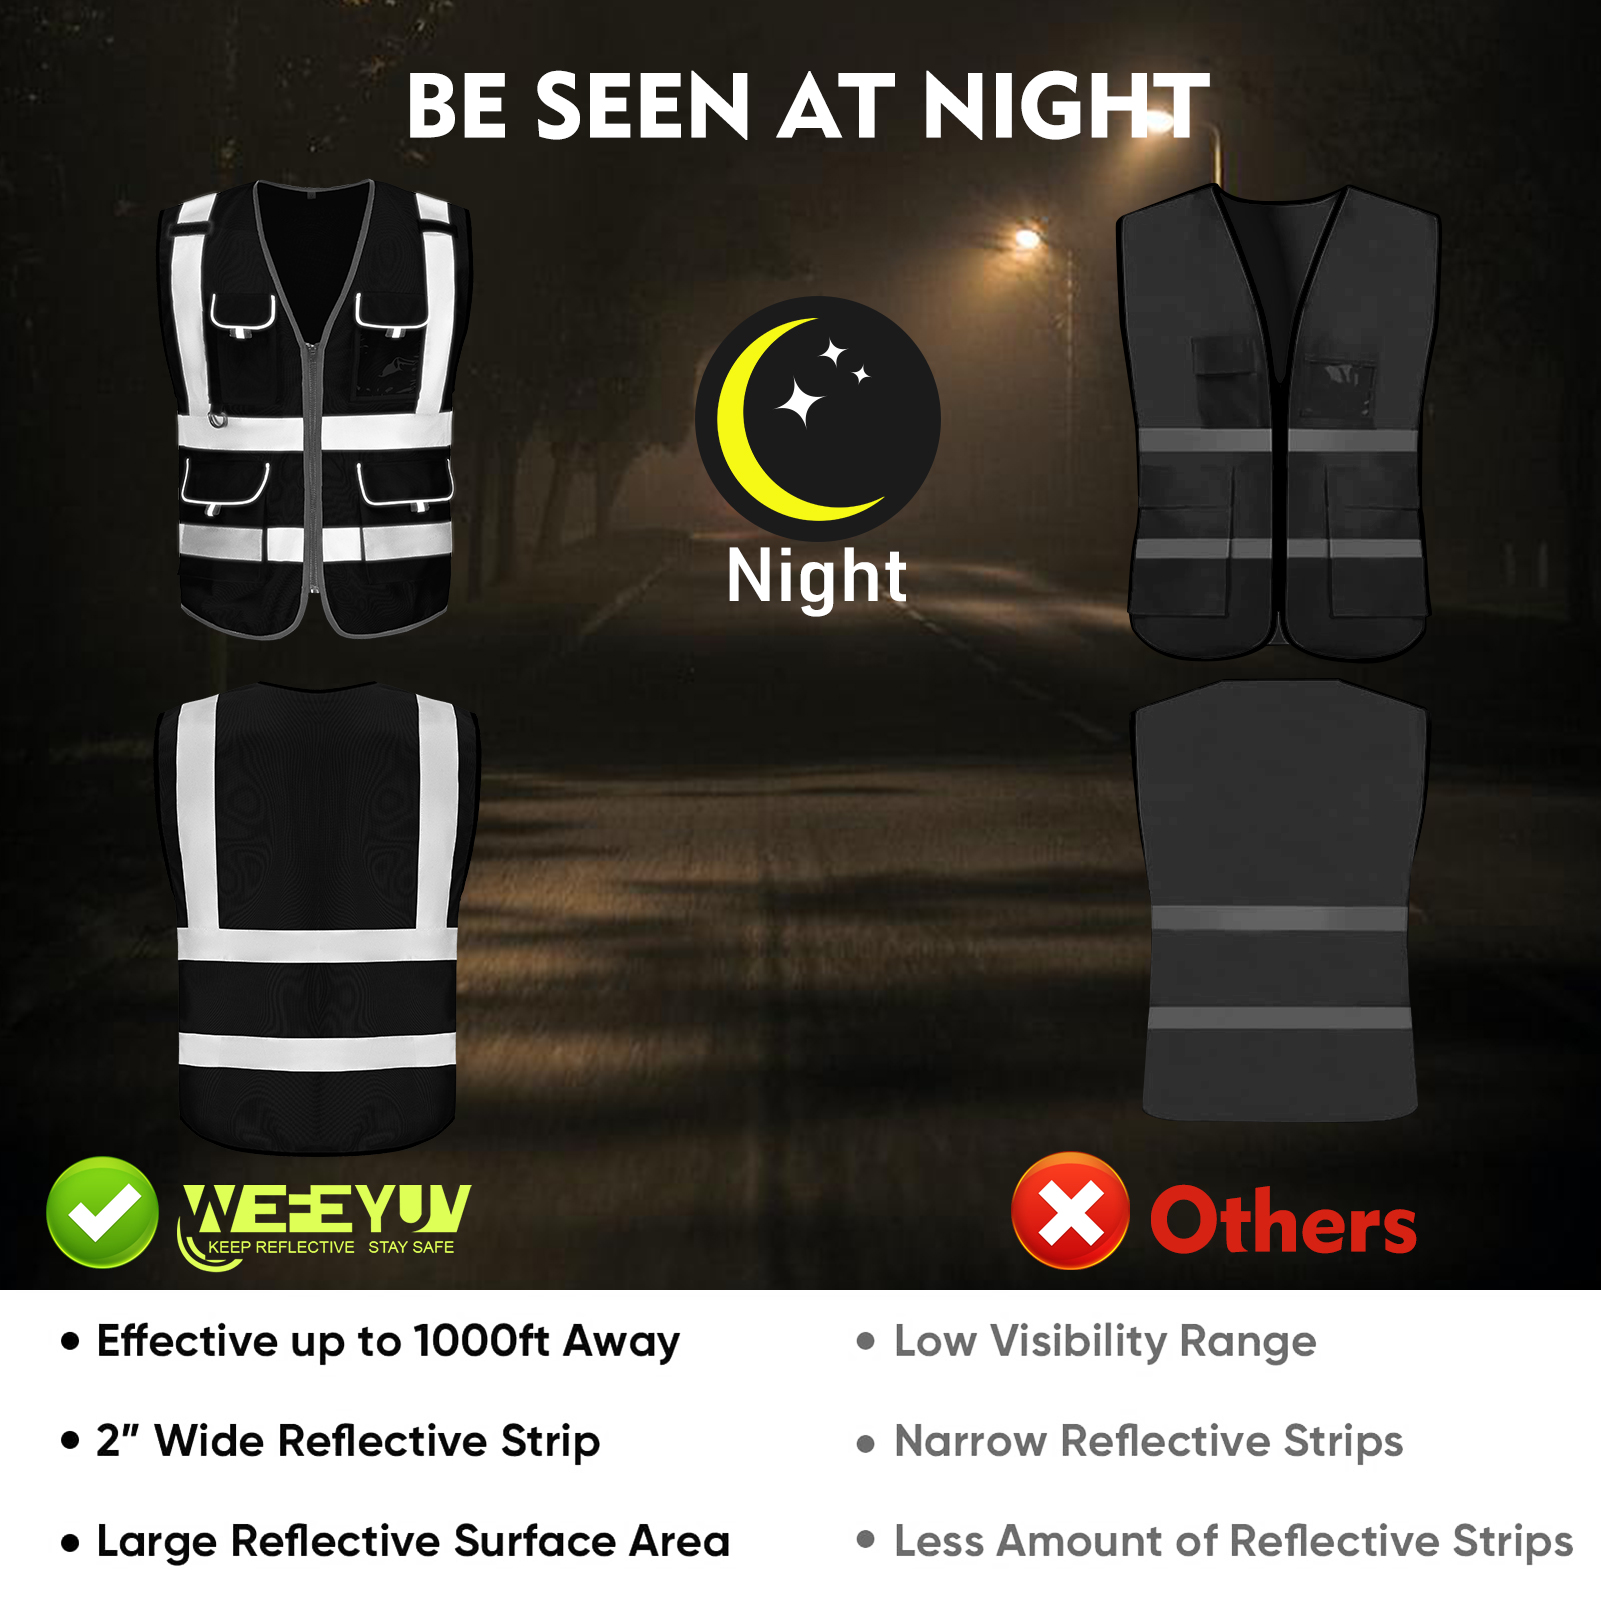 BE SEEN AT NIGHT
Night
WEFEYUV
KEEP REFLECTIVE STAY SAFE
Others
• Effective up to 1000ft Away
• 2” Wide Reflective Strip
• Large Reflective Surface Area
• Low Visibility Range
• Narrow Reflective Strips
• Less Amount of Reflective Strips